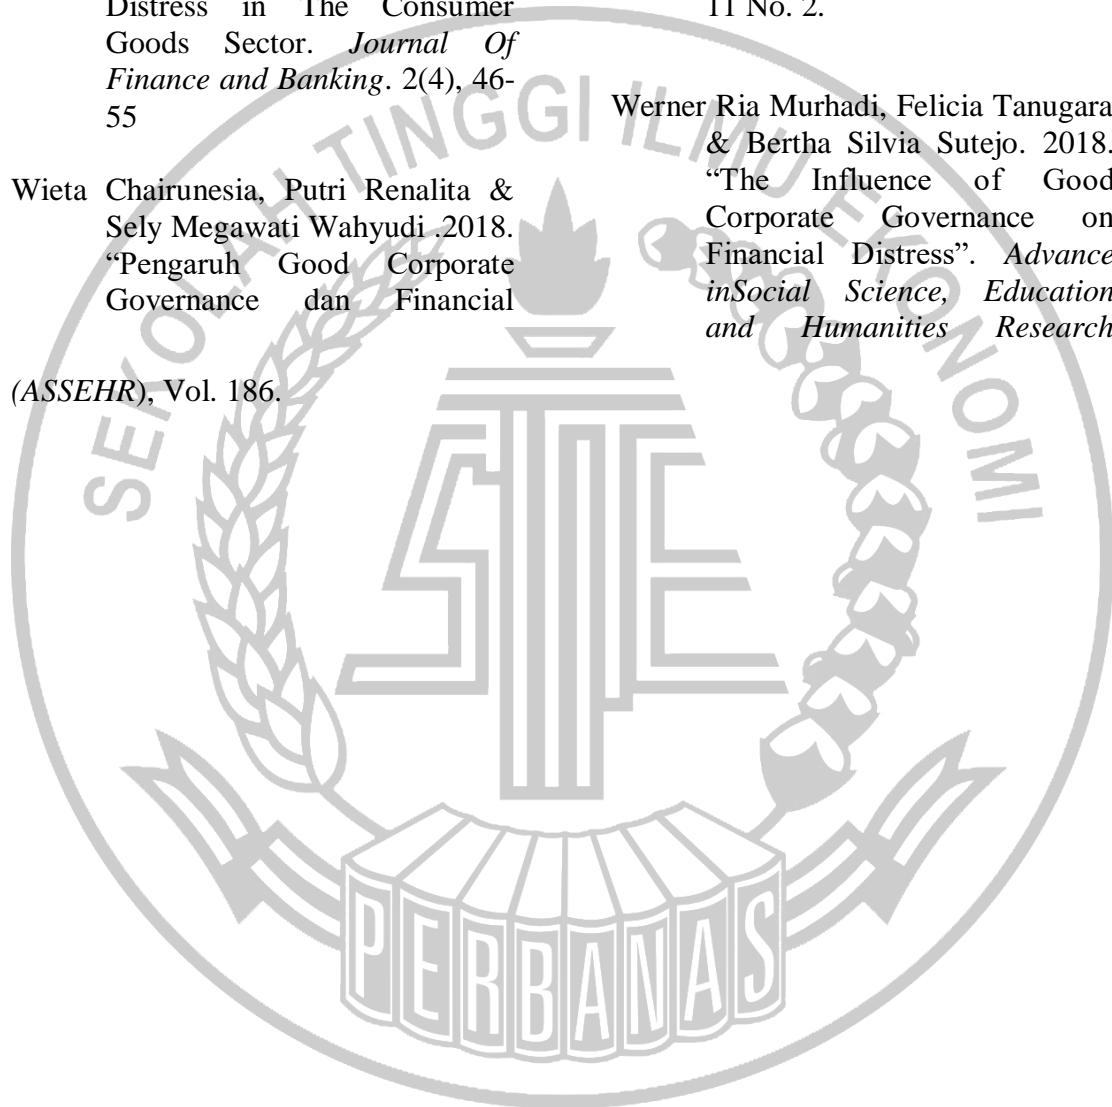 Distress in The Consumer
Goods Sector. Journal Of
Finance and Banking. 2(4), 46-
55
Wieta Chairunesia, Putri Renalita &
Sely Megawati Wahyudi .2018.
“Pengaruh Good Corporate
Governance dan Financial
11 No. 2.
Werner Ria Murhadi, Felicia Tanugara
& Bertha Silvia Sutejo. 2018.
“The Influence of Good
Corporate Governance on
Financial Distress”. Advance
inSocial Science, Education
and Humanities Research
(ASSEHR), Vol. 186.
SEKOLAH TINGGI ILMU EKONOMI
STIE
PERBANAS